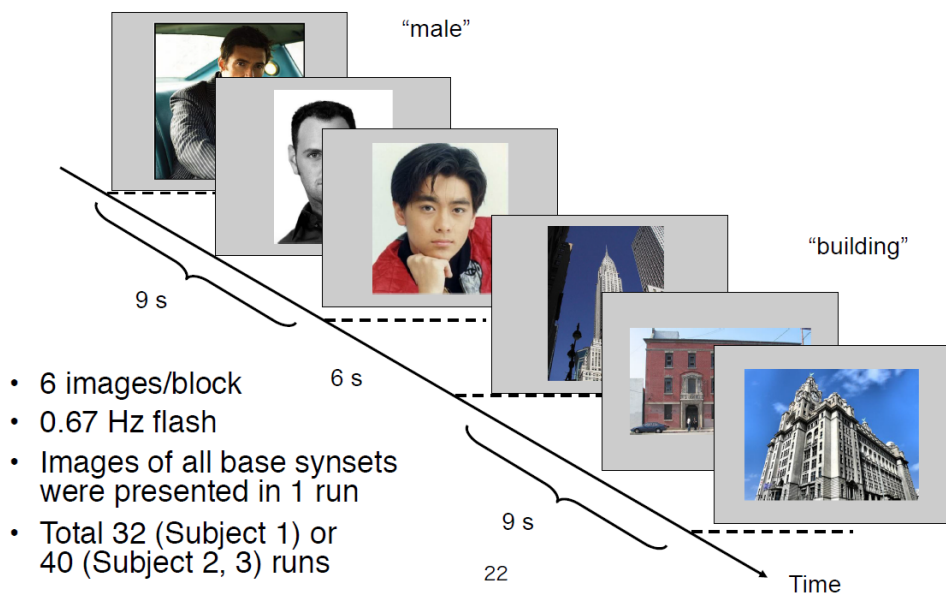 “male”
“building”
9 s
6 s
9 s
• 6 images/block
• 0.67 Hz flash
• Images of all base synsets
were presented in 1 run
• Total 32 (Subject 1) or
40 (Subject 2, 3) runs
22
Time